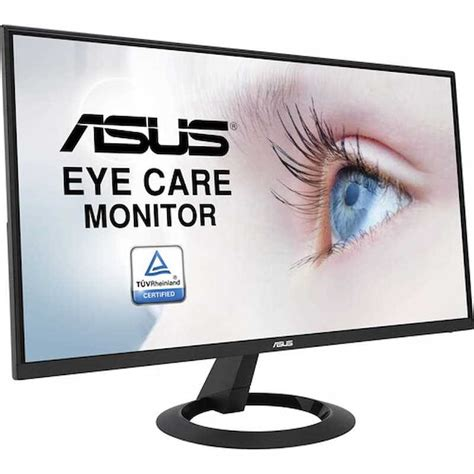 ASUS®
EYE CARE
MONITOR
TÜVRheinland
CERTIFIED
ASUS